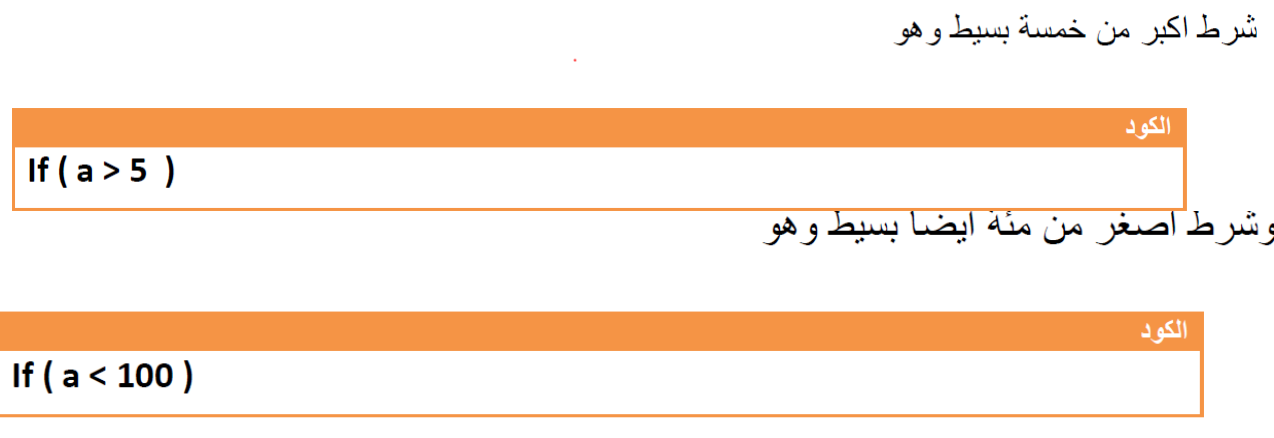 شرط اكبر من خمسة بسيط وهو
الكود
If ( a > 5 )
وشرط اصغر من مئة ايضا بسيط وهو
الكود
If ( a < 100 )